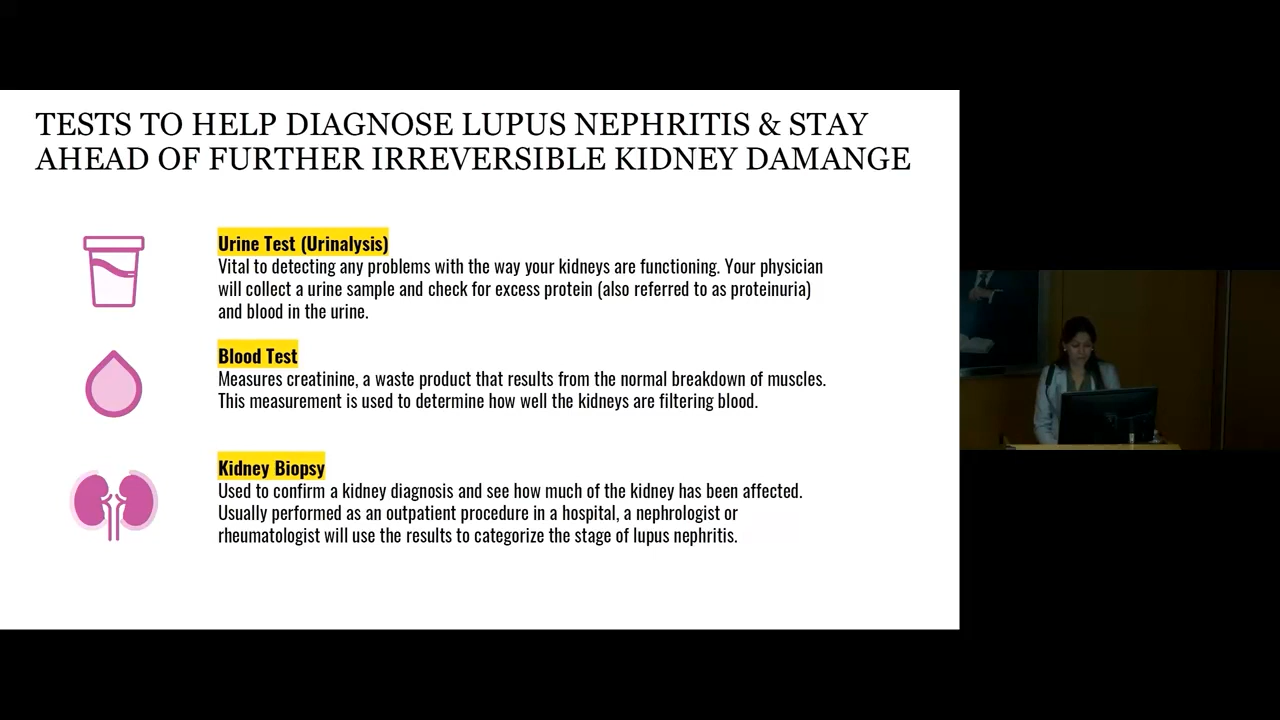 TESTS TO HELP DIAGNOSE LUPUS NEPHRITIS & STAY
AHEAD OF FURTHER IRREVERSIBLE KIDNEY DAMANGE
Urine Test (Urinalysis)
Vital to detecting any problems with the way your kidneys are functioning. Your physician
will collect a urine sample and check for excess protein (also referred to as proteinuria)
and blood in the urine.
Blood Test
Measures creatinine, a waste product that results from the normal breakdown of muscles.
This measurement is used to determine how well the kidneys are filtering blood.
Kidney Biopsy
Used to confirm a kidney diagnosis and see how much of the kidney has been affected.
Usually performed as an outpatient procedure in a hospital, a nephrologist or
rheumatologist will use the results to categorize the stage of lupus nephritis.